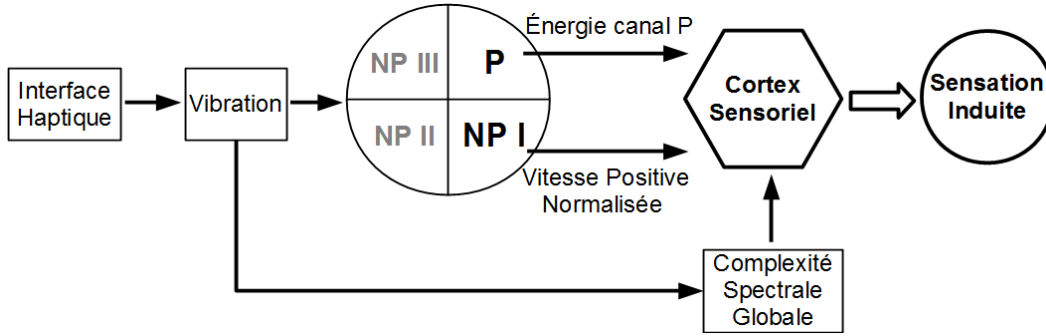 Interface
Haptique
Vibration
NP III
P
NP II
NP I
Énergie canal P
Vitesse Positive
Normalisée
Cortex
Sensoriel
Sensation
Induite
Complexité
Spectrale
Globale